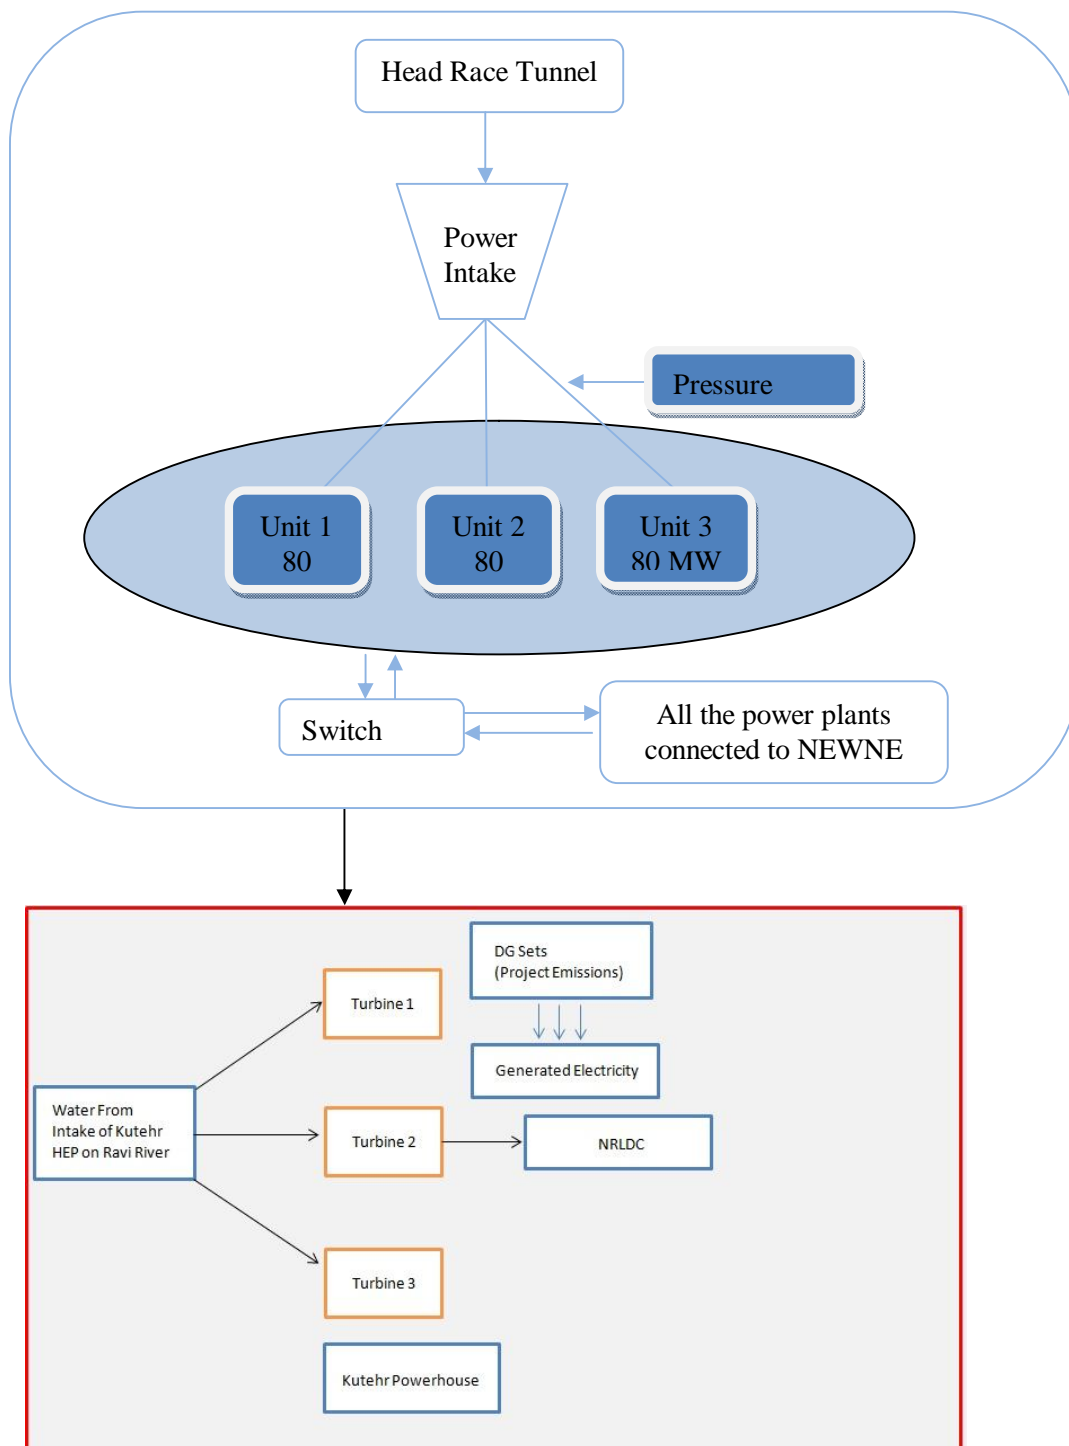 Head Race Tunnel
Power
Intake
Pressure
Unit 1
80
Unit 2
80
Unit 3
80 MW
Switch
All the power plants
connected to NEWNE
DG Sets
(Project Emissions)
Turbine 1
Generated Electricity
Water From
Intake of Kutehr
HEP on Ravi River
Turbine 2
NRLDC
Turbine 3
Kutehr Powerhouse